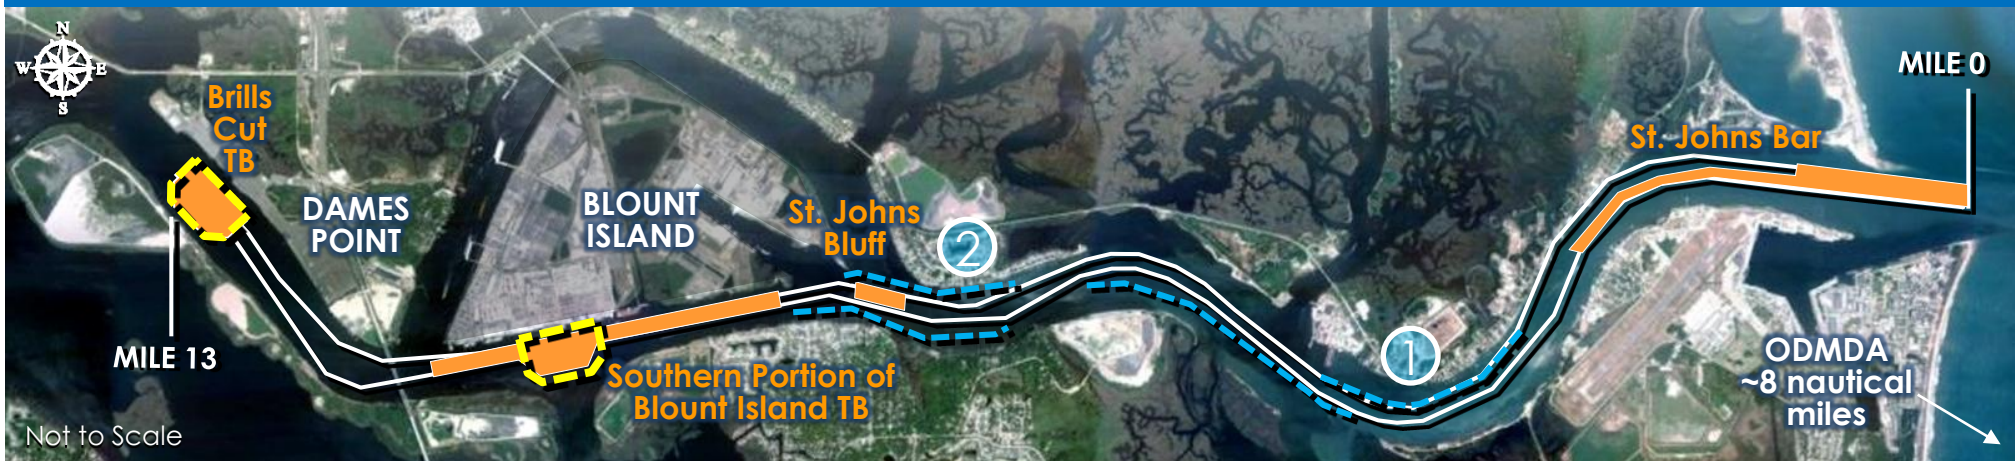 N
W E
S
Brills
Cut
TB
DAMES
POINT
BLOUNT
ISLAND
St. Johns
Bluff
2
St. Johns Bar
MILE 0
MILE 13
Southern Portion of
Blount Island TB
1
ODMDA
~8 nautical
miles
Not to Scale